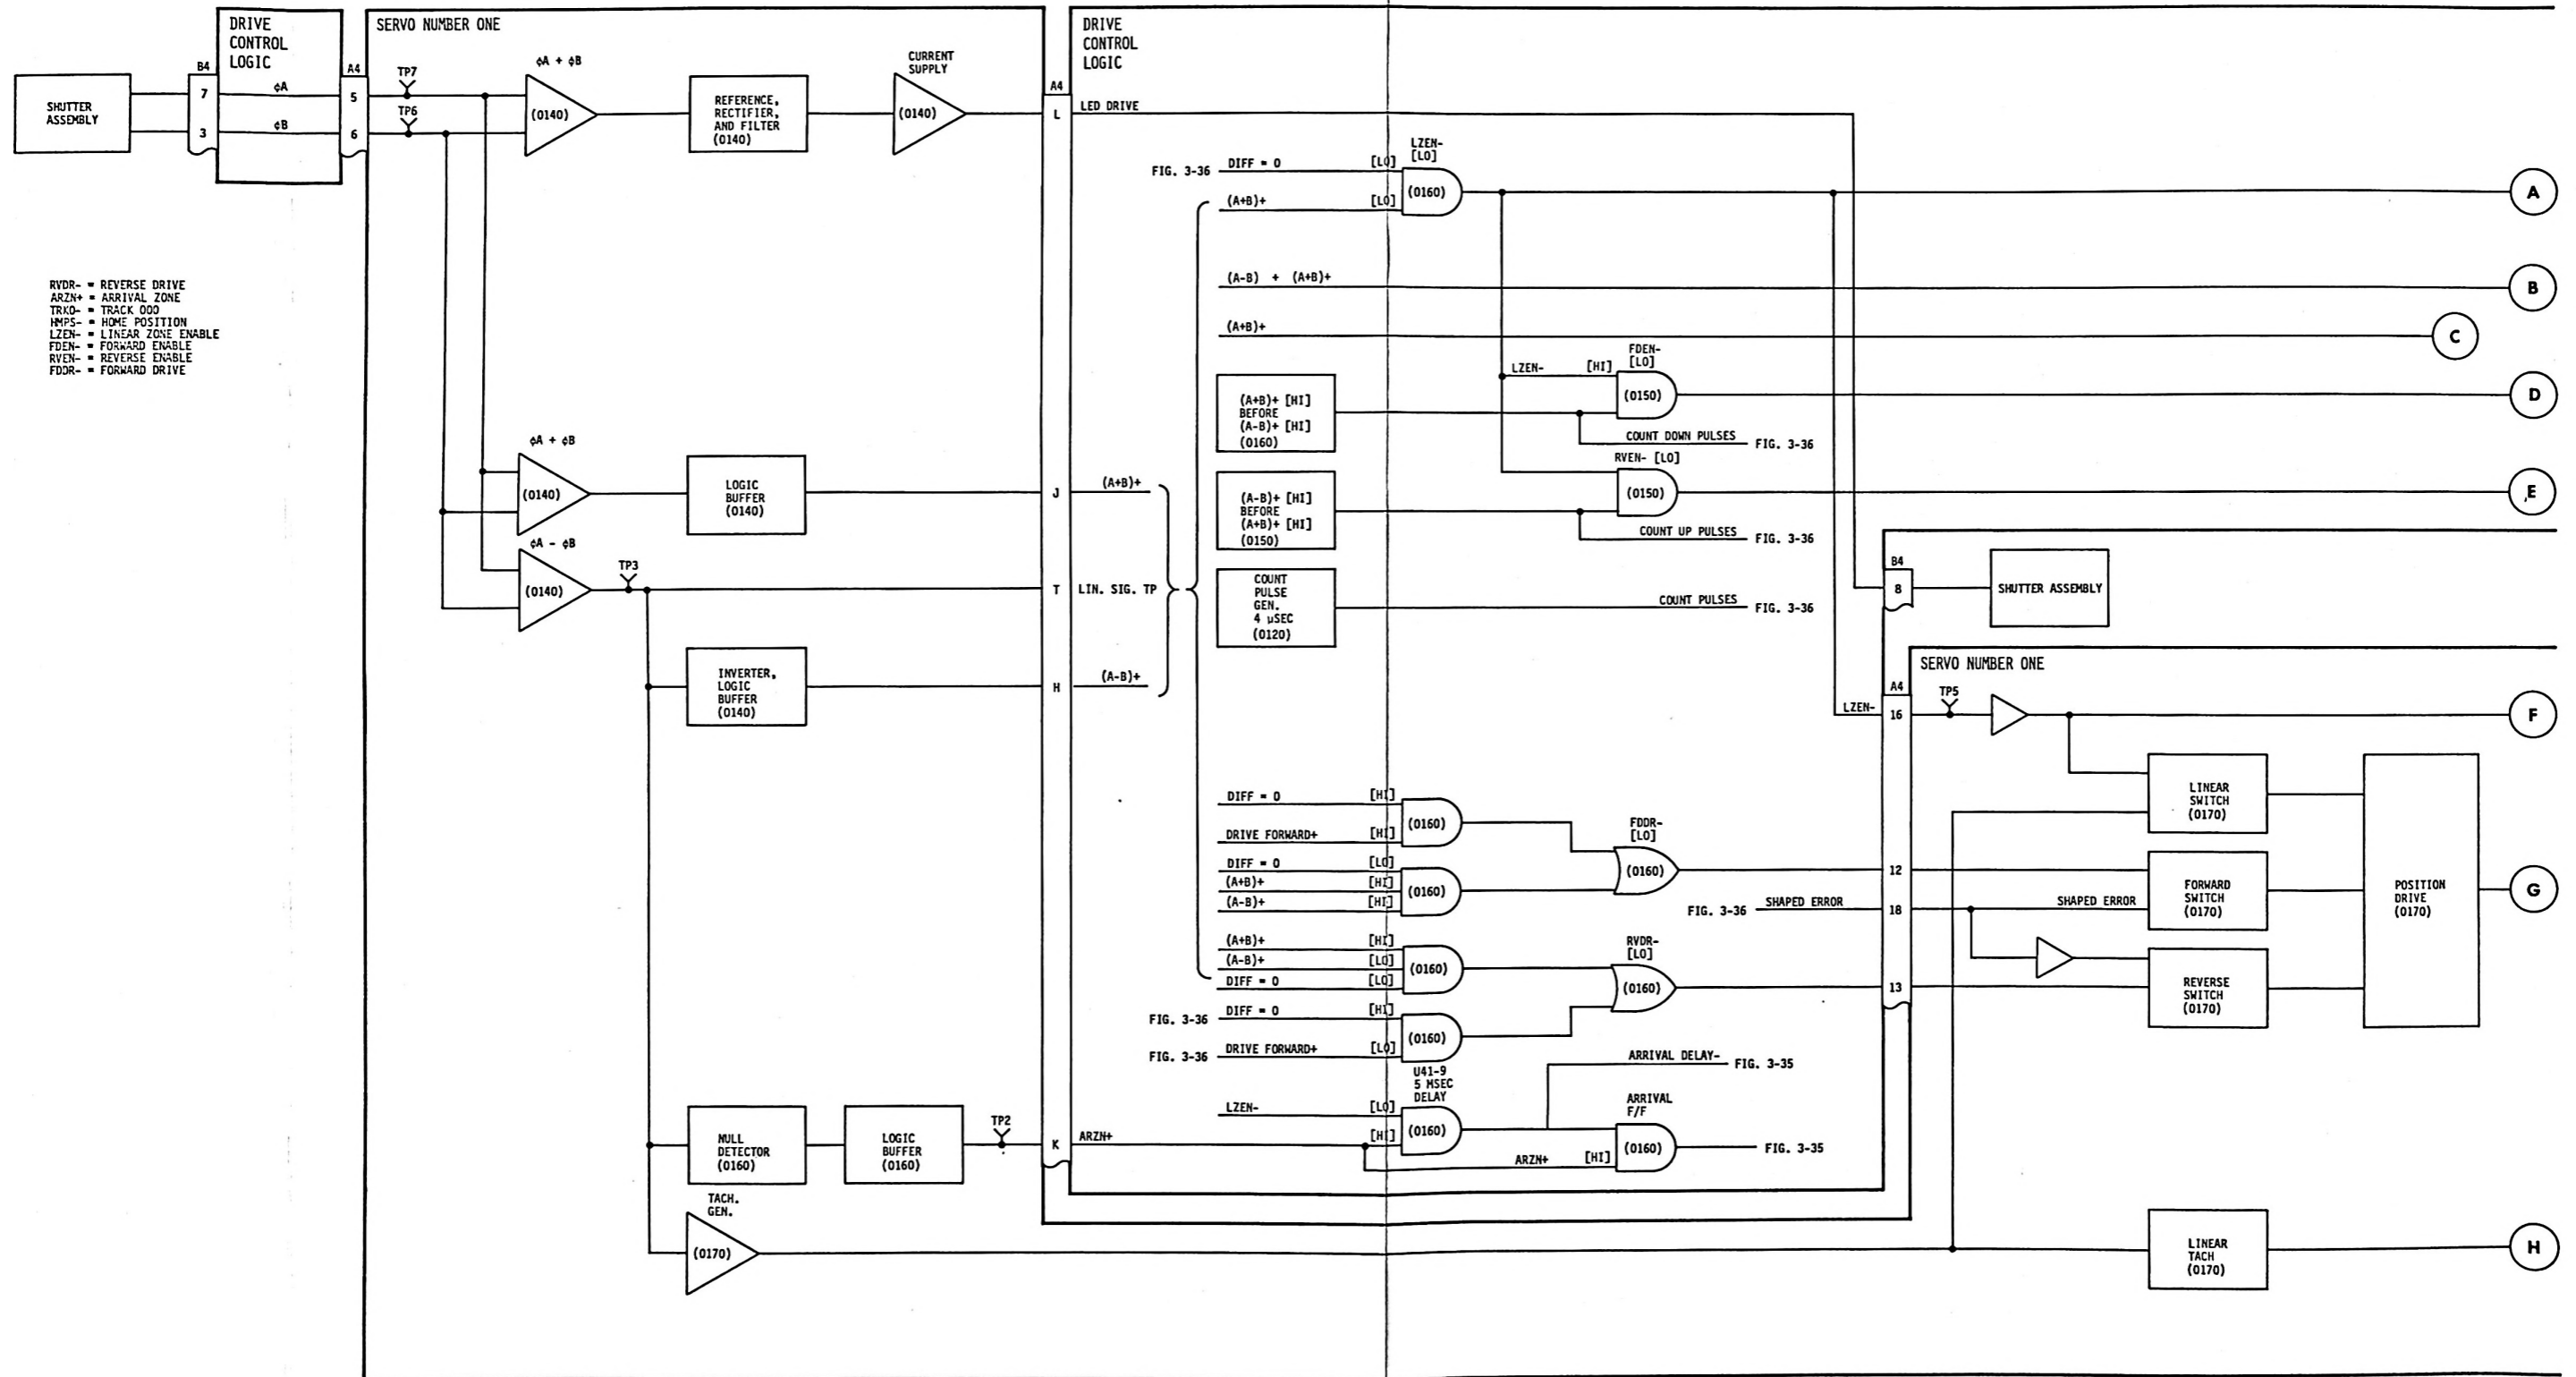 DRIVE
CONTROL
LOGIC
SERVO NUMBER ONE
DRIVE
CONTROL
LOGIC
SHUTTER
ASSEMBLY
B4
7
3
φA
φB
A4
5
6
TP7
TP6
φA + φB
(0140)
REFERENCE,
RECTIFIER,
AND FILTER
(0140)
CURRENT
SUPPLY
(0140)
A4
L
LED DRIVE
FIG. 3-36
DIFF = 0
[LO]
(A+B)+
[LO]
LZEN-
[LO]
(0160)
A
RVDR- = REVERSE DRIVE
ARZN+ = ARRIVAL ZONE
TRKO- = TRACK 000
HMPS- = HOME POSITION
LZEN- = LINEAR ZONE ENABLE
FDEN- = FORWARD ENABLE
RVEN- = REVERSE ENABLE
FDDR- = FORWARD DRIVE
(A-B) + (A+B)+
B
(A+B)+
C
(A+B)+ [HI]
BEFORE
(A-B)+ [HI]
(0160)
LZEN-
[HI]
FDEN-
[LO]
(0150)
D
COUNT DOWN PULSES
FIG. 3-36
φA + φB
(0140)
LOGIC
BUFFER
(0140)
J
(A+B)+
(A-B)+ [HI]
BEFORE
(A+B)+ [HI]
(0150)
RVEN- [LO]
(0150)
E
COUNT UP PULSES
FIG. 3-36
φA - φB
(0140)
TP3
T
LIN. SIG. TP
COUNT
PULSE
GEN.
4 μSEC
(0120)
COUNT PULSES
FIG. 3-36
B4
8
SHUTTER ASSEMBLY
INVERTER,
LOGIC
BUFFER
(0140)
H
(A-B)+
SERVO NUMBER ONE
LZEN-
A4
16
TP5
F
LINEAR
SWITCH
(0170)
DIFF = 0
[HI]
DRIVE FORWARD+
[HI]
(0160)
DIFF = 0
[LO]
(A+B)+
[HI]
(A-B)+
[HI]
(0160)
FDDR-
[LO]
(0160)
12
FORWARD
SWITCH
(0170)
FIG. 3-36
SHAPED ERROR
18
SHAPED ERROR
POSITION
DRIVE
(0170)
G
(A+B)+
[HI]
(A-B)+
[LO]
DIFF = 0
[LO]
(0160)
RVDR-
[LO]
(0160)
13
REVERSE
SWITCH
(0170)
FIG. 3-36
DIFF = 0
[HI]
FIG. 3-36
DRIVE FORWARD+
[LO]
(0160)
U41-9
5 MSEC
DELAY
ARRIVAL DELAY-
FIG. 3-35
LZEN-
[LO]
[HI]
(0160)
ARRIVAL
F/F
(0160)
FIG. 3-35
ARZN+
[HI]
NULL
DETECTOR
(0160)
LOGIC
BUFFER
(0160)
TP2
K
ARZN+
TACH.
GEN.
(0170)
LINEAR
TACH
(0170)
H